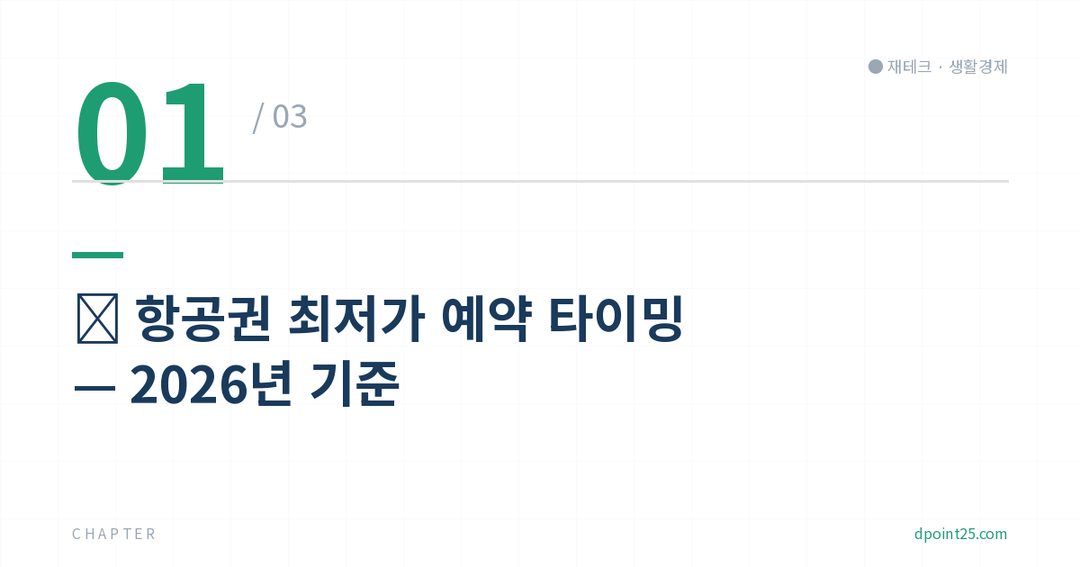 01 / 03
● 재테크 · 생활경제
항공권 최저가 예약 타이밍
— 2026년 기준
CHAPTER
dpoint25.com